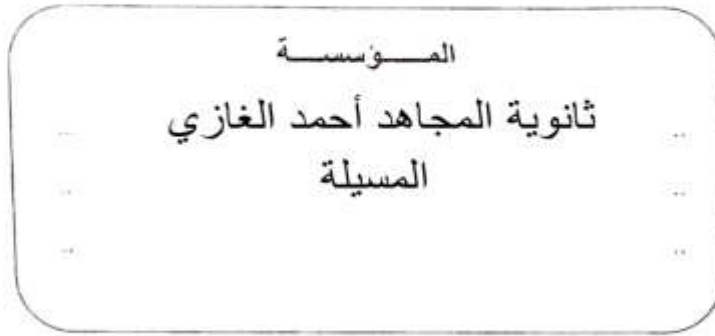 المـــؤسســـة
ثانوية المجاهد أحمد الغازي
المسيلة